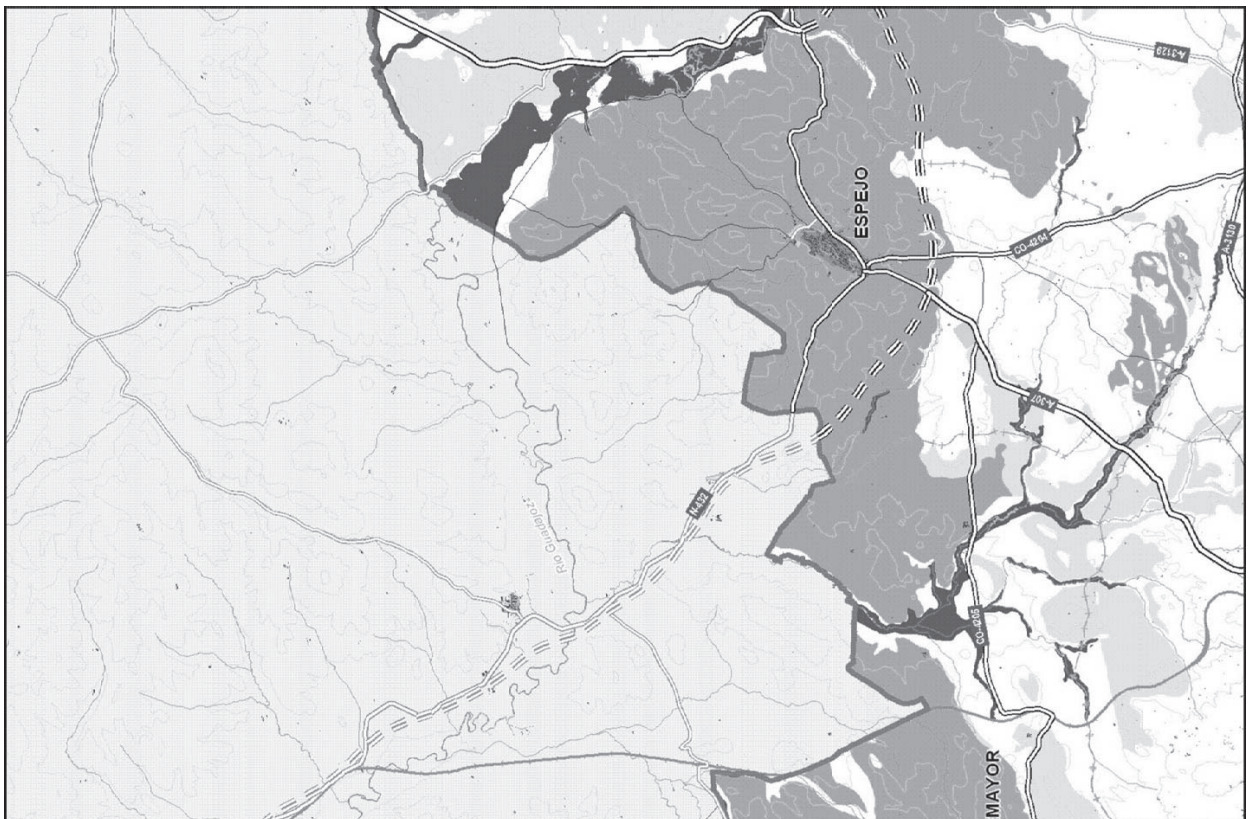 A-3129
ESPEJO
CO-4204
A-3130
A-307
N-432
Río Guadajoz
CO-4205
MAYOR